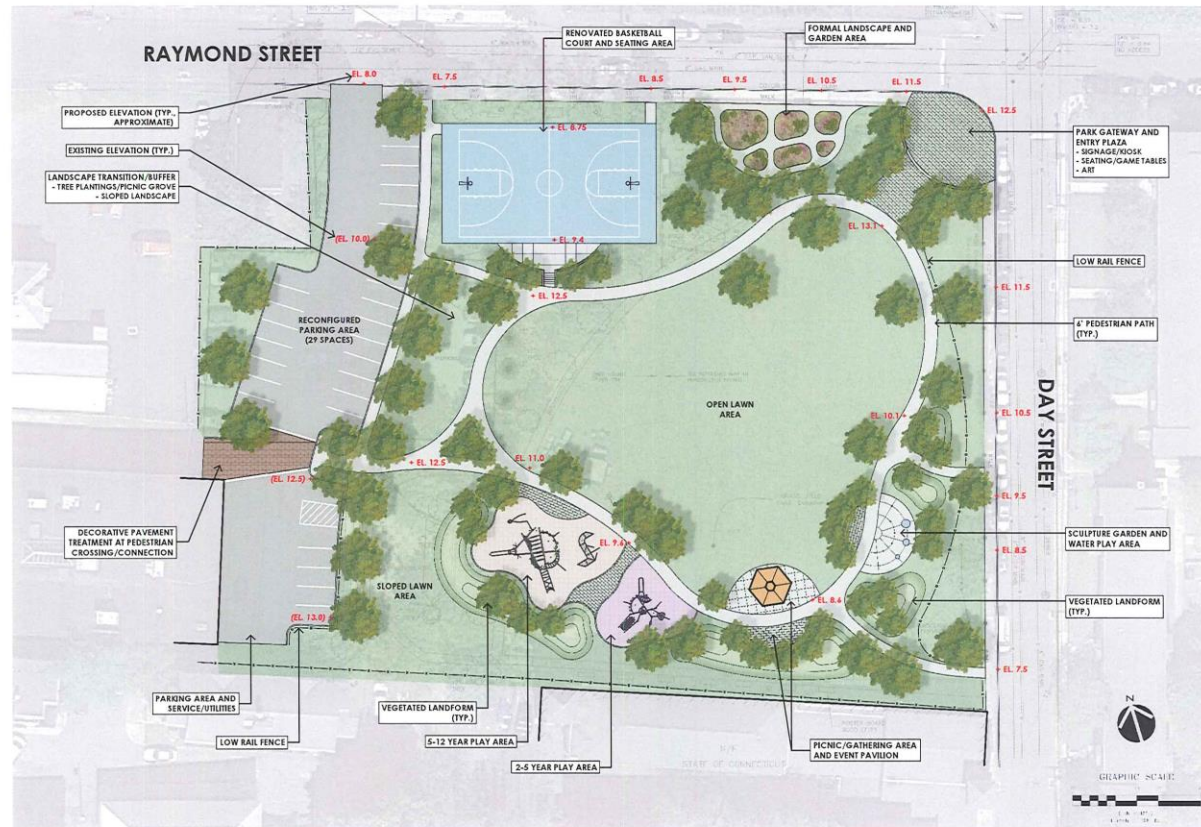 RAYMOND STREET
RENOVATED BASKETBALL
COURT AND SEATING AREA
FORMAL LANDSCAPE AND
GARDEN AREA
EL. 8.0
EL. 7.5
EL. 8.5
EL. 9.5
EL. 10.5
EL. 11.5
EL. 12.5
PROPOSED ELEVATION (TYP.,
APPROXIMATE)
EL. 8.75
PARK GATEWAY AND
ENTRY PLAZA
- SIGNAGE/KIOSK
- SEATING/GAME TABLES
- ART
EXISTING ELEVATION (TYP.)
LANDSCAPE TRANSITION/BUFFER
- TREE PLANTINGS/PICNIC GROVE
- SLOPED LANDSCAPE
EL. 13.1
(EL. 10.0)
EL. 9.4
LOW RAIL FENCE
EL. 12.5
EL. 11.5
RECONFIGURED
PARKING AREA
(29 SPACES)
6' PEDESTRIAN PATH
(TYP.)
OPEN LAWN
AREA
DAY STREET
EL. 10.1
EL. 10.5
EL. 12.5
EL. 11.0
(EL. 12.5)
EL. 9.5
DECORATIVE PAVEMENT
TREATMENT AT PEDESTRIAN
CROSSING/CONNECTION
EL. 9.6
EL. 8.5
SCULPTURE GARDEN AND
WATER PLAY AREA
SLOPED LAWN
AREA
EL. 8.6
VEGETATED LANDFORM
(TYP.)
(EL. 13.0)
EL. 7.5
PARKING AREA AND
SERVICE/UTILITIES
VEGETATED LANDFORM
(TYP.)
LOW RAIL FENCE
5-12 YEAR PLAY AREA
2-5 YEAR PLAY AREA
PICNIC/GATHERING AREA
AND EVENT PAVILION
N
STATE OF CONNECTICUT
GRAPHIC SCALE